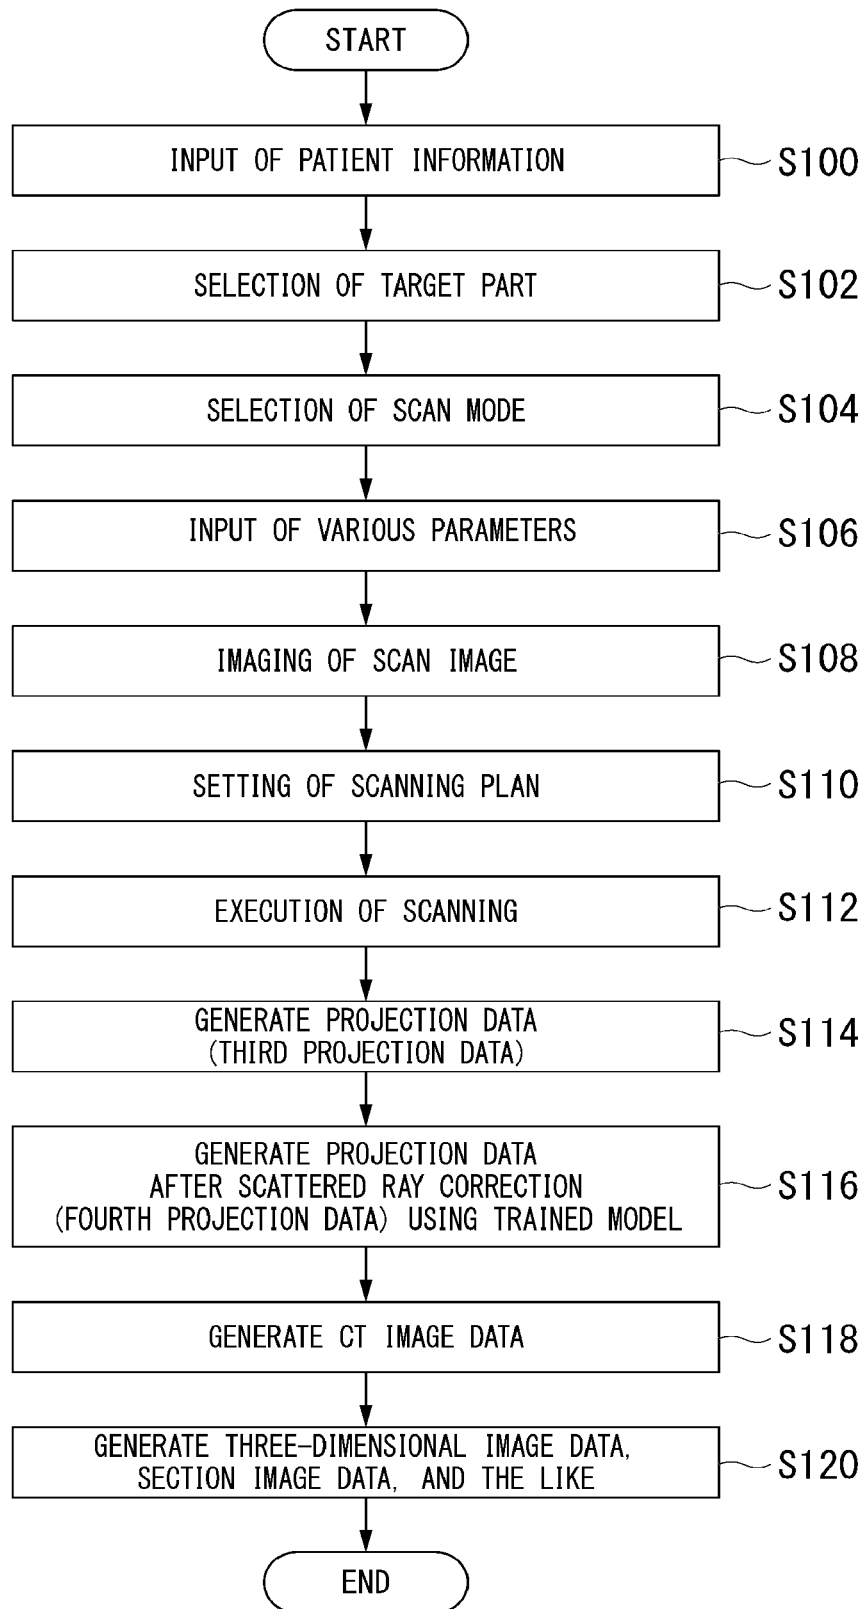 START
INPUT OF PATIENT INFORMATION
S100
SELECTION OF TARGET PART
S102
SELECTION OF SCAN MODE
S104
INPUT OF VARIOUS PARAMETERS
S106
IMAGING OF SCAN IMAGE
S108
SETTING OF SCANNING PLAN
S110
EXECUTION OF SCANNING
S112
GENERATE PROJECTION DATA
(THIRD PROJECTION DATA)
S114
GENERATE PROJECTION DATA
AFTER SCATTERED RAY CORRECTION
(FOURTH PROJECTION DATA) USING TRAINED MODEL
S116
GENERATE CT IMAGE DATA
S118
GENERATE THREE-DIMENSIONAL IMAGE DATA,
SECTION IMAGE DATA, AND THE LIKE
S120
END